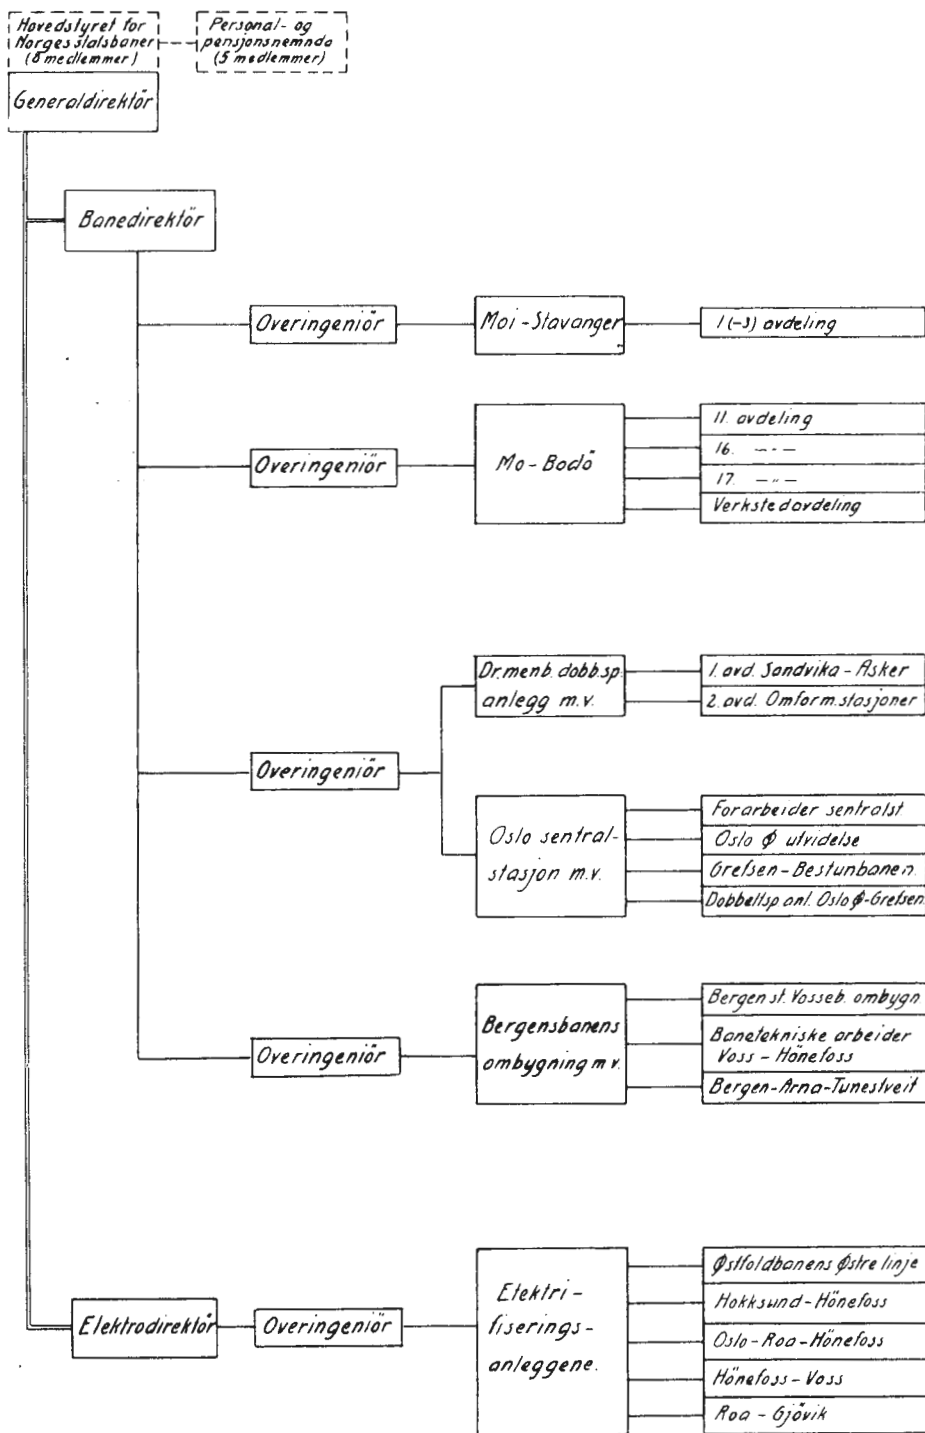 Hovedstyret for
Norges statsbaner
(8 medlemmer)
Personal- og
pensjonsnemnda
(5 medlemmer)
Generaldirektör
Banedirektör
Overingeniör
Moi-Stavanger
1 (-3) avdeling
Overingeniör
Mo-Bodö
11. avdeling
16. —"—
17. —"—
Verkstedavdeling
Overingeniör
Dr.menb. dobb.sp.
anlegg m.v.
1. avd. Sandvika - Asker
2. avd. Omform.stasjoner
Oslo sentral-
stasjon m.v.
Forarbeider sentralst.
Oslo Ø utvidelse
Grefsen-Bestunbanen.
Dobbeltsp.anl. Oslo Ø-Grefsen.
Overingeniör
Bergensbanens
ombygning m.v.
Bergen st. Vosseb. ombygn
Banetekniske arbeider
Voss - Hönefoss
Bergen-Arna-Tunestveit
Elektrodirektör
Overingeniör
Elektri-
fiserings-
anleggene.
Østfoldbanens Østre linje
Hokksund-Hönefoss
Oslo-Roa-Hönefoss
Hönefoss-Voss
Roa - Gjövik